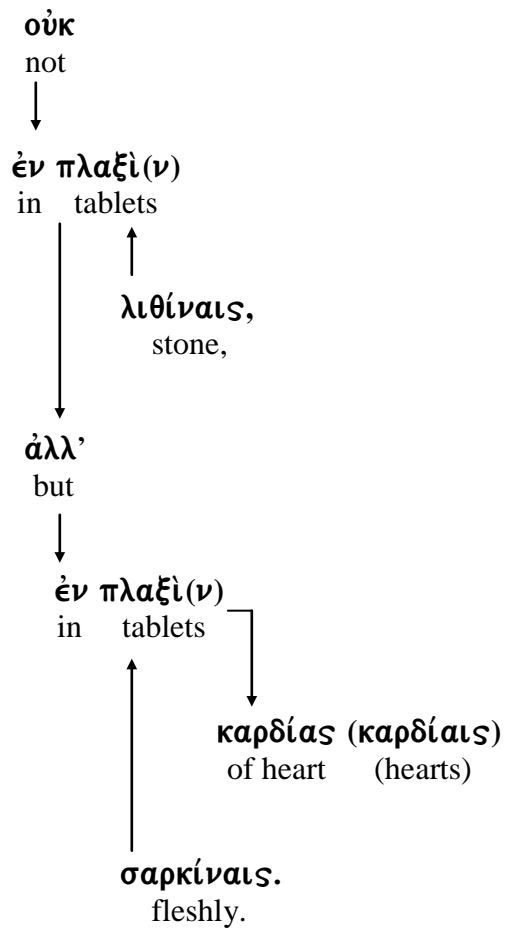 οὐκ
not
ἐν πλαξὶ(ν)
in tablets
λιθίναις,
stone,
ἀλλ’
but
ἐν πλαξὶ(ν)
in tablets
καρδίας (καρδίαις)
of heart (hearts)
σαρκίναις.
fleshly.